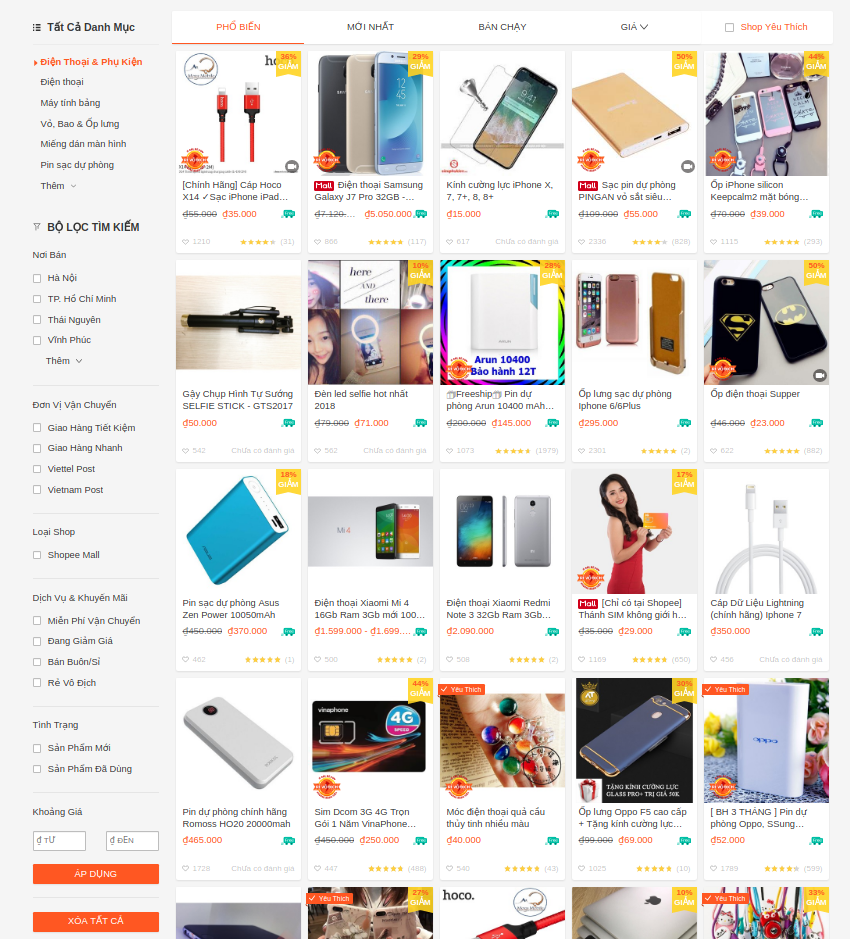 Tất Cả Danh Mục
Điện Thoại & Phụ Kiện
Điện thoại
Máy tính bảng
Vỏ, Bao & Ốp lưng
Miếng dán màn hình
Pin sạc dự phòng
Thêm
BỘ LỌC TÌM KIẾM
Nơi Bán
Hà Nội
TP. Hồ Chí Minh
Thái Nguyên
Vĩnh Phúc
Thêm
Đơn Vị Vận Chuyển
Giao Hàng Tiết Kiệm
Giao Hàng Nhanh
Viettel Post
Vietnam Post
Loại Shop
Shopee Mall
Dịch Vụ & Khuyến Mãi
Miễn Phí Vận Chuyển
Đang Giảm Giá
Bán Buôn/Sỉ
Rẻ Vô Địch
Tình Trạng
Sản Phẩm Mới
Sản Phẩm Đã Dùng
Khoảng Giá
₫ TỪ
₫ ĐẾN
ÁP DỤNG
XÓA TẤT CẢ
PHỔ BIẾN
MỚI NHẤT
BÁN CHẠY
GIÁ
Shop Yêu Thích
36%
GIẢM
[Chính Hãng] Cáp Hoco
X14 ✓Sạc iPhone iPad…
₫55.000 ₫35.000
1210 (31)
29%
GIẢM
Mall Điện thoại Samsung
Galaxy J7 Pro 32GB -…
₫7.120.… ₫5.050.000
866 (117)
Kính cường lực iPhone X,
7, 7+, 8, 8+
₫15.000
617 Chưa có đánh giá
50%
GIẢM
Mall Sạc pin dự phòng
PINGAN vỏ sắt siêu…
₫109.000 ₫55.000
2336 (828)
44%
GIẢM
Ốp iPhone silicon
Keepcalm2 mặt bóng…
₫70.000 ₫39.000
1115 (293)
Gậy Chụp Hình Tự Sướng
SELFIE STICK - GTS2017
₫50.000
542 Chưa có đánh giá
10%
GIẢM
here
AND
there
Đèn led selfie hot nhất
2018
₫79.000 ₫71.000
562 Chưa có đánh giá
28%
GIẢM
Arun 10400
Bảo hành 12T
Freeship Pin dự
phòng Arun 10400 mAh…
₫200.000 ₫145.000
1073 (1979)
Ốp lưng sạc dự phòng
Iphone 6/6Plus
₫295.000
2301 (2)
50%
GIẢM
Ốp điện thoại Supper
₫46.000 ₫23.000
622 (882)
18%
GIẢM
Pin sạc dự phòng Asus
Zen Power 10050mAh
₫450.000 ₫370.000
462 (1)
Mi 4
Điện thoại Xiaomi Mi 4
16Gb Ram 3Gb mới 100…
₫1.599.000 - ₫1.699.…
500 (2)
Điện thoại Xiaomi Redmi
Note 3 32Gb Ram 3Gb…
₫2.090.000
508 (2)
17%
GIẢM
Mall [Chỉ có tại Shopee]
Thánh SIM không giới h…
₫35.000 ₫29.000
1169 (650)
Cáp Dữ Liệu Lightning
(chính hãng) Iphone 7
₫350.000
456 Chưa có đánh giá
Pin dự phòng chính hãng
Romoss HO20 20000mah
₫465.000
1728 Chưa có đánh giá
44%
GIẢM
vinaphone
4G
Sim Dcom 3G 4G Trọn
Gói 1 Năm VinaPhone…
₫450.000 ₫250.000
447 (488)
Yêu Thích
Móc điện thoại quả cầu
thủy tinh nhiều màu
₫40.000
540 (43)
30%
GIẢM
TẶNG KÍNH CƯỜNG LỰC
GLASS PRO+ TRỊ GIÁ 50K
Ốp lưng Oppo F5 cao cấp
+ Tặng kính cường lực…
₫99.000 ₫69.000
1025 (10)
Yêu Thích
oppo
[ BH 3 THÁNG ] Pin dự
phòng Oppo, SSung…
₫52.000
1789 (599)
Yêu Thích
27%
GIẢM
hoco.
10%
GIẢM
Yêu Thích
33%
GIẢM